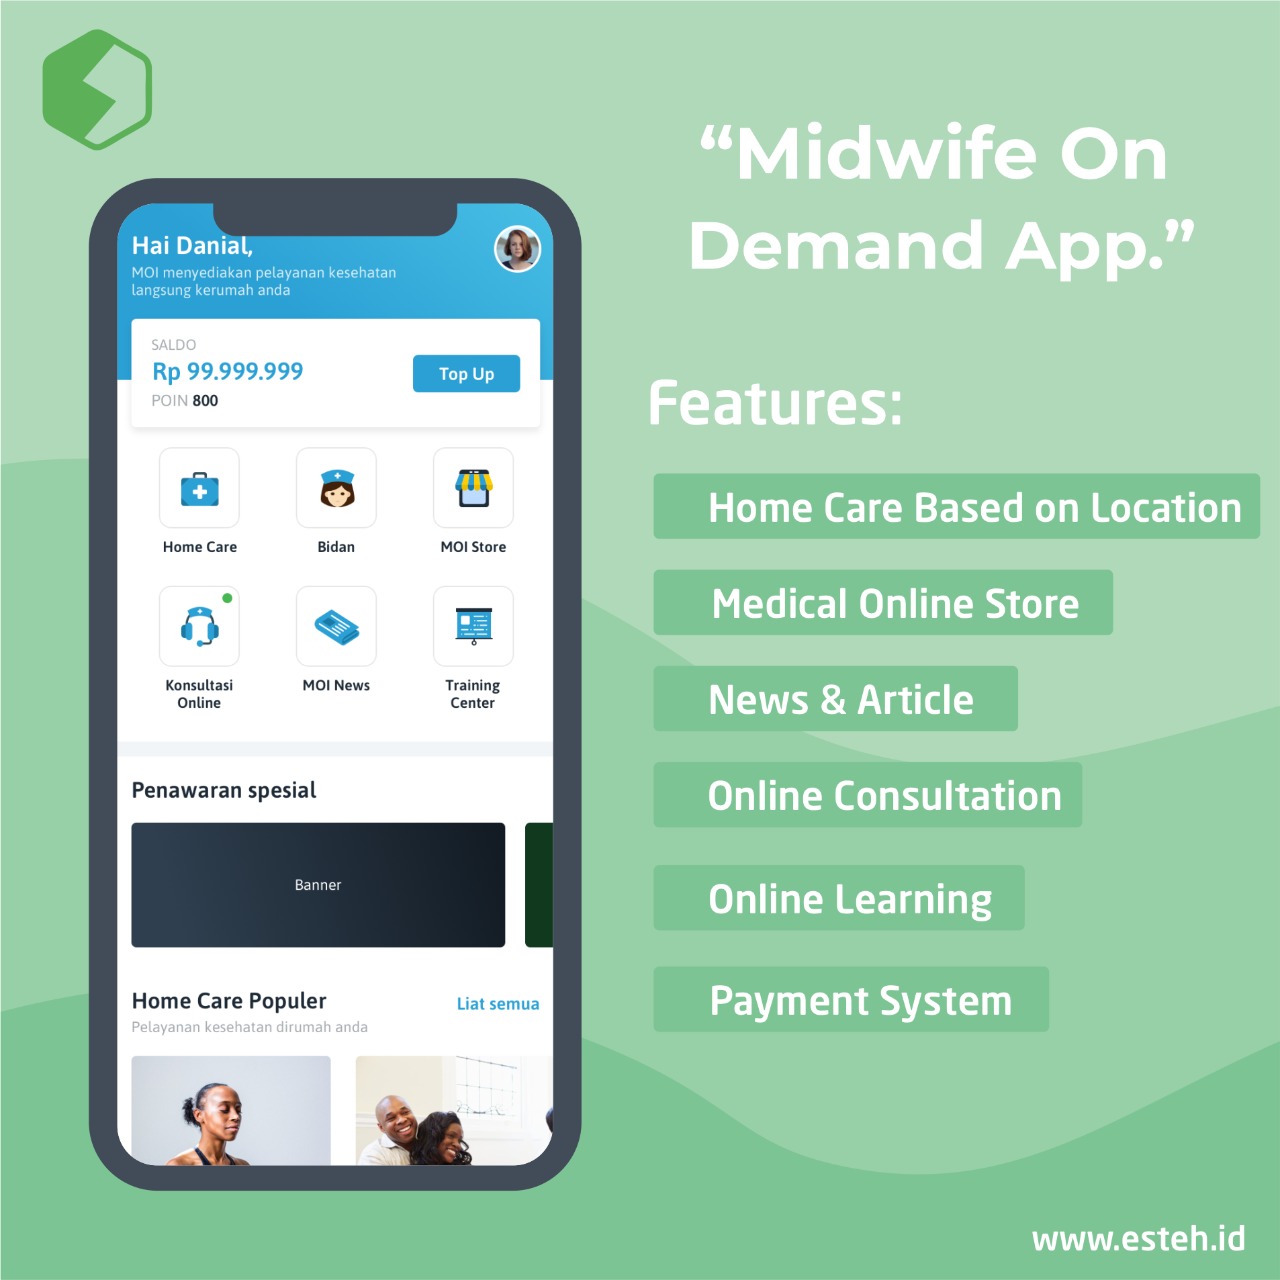 “Midwife On
Demand App.”
Hai Danial,
MOI menyediakan pelayanan kesehatan
langsung kerumah anda
SALDO
Rp 99.999.999
Top Up
POIN 800
Home Care
Bidan
MOI Store
Konsultasi
Online
MOI News
Training
Center
Penawaran spesial
Banner
Home Care Populer
Liat semua
Pelayanan kesehatan dirumah anda
Features:
Home Care Based on Location
Medical Online Store
News & Article
Online Consultation
Online Learning
Payment System
www.esteh.id